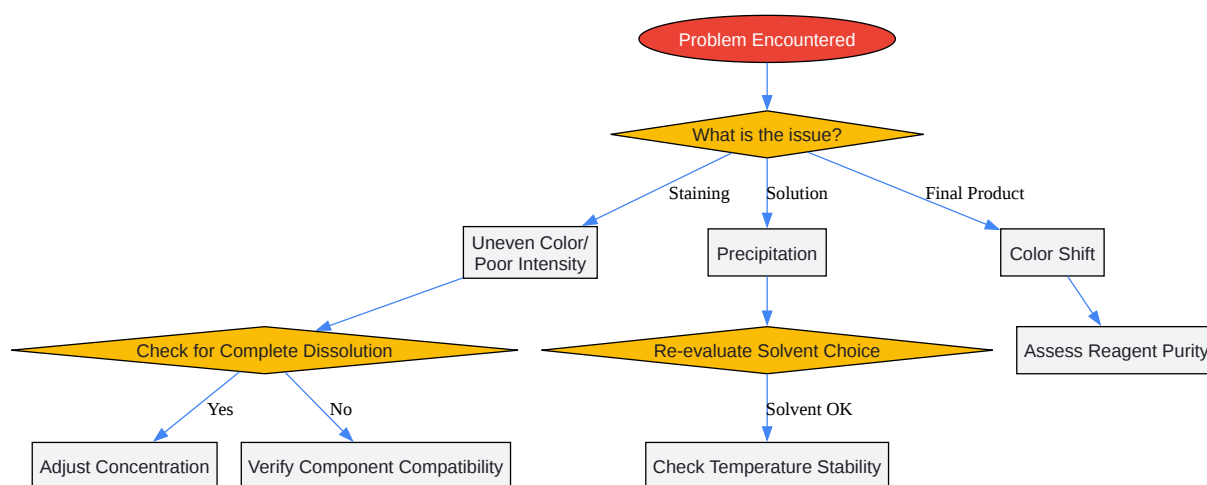 Problem Encountered
What is the issue?
Staining
Solution
Final Product
Uneven Color/
Poor Intensity
Precipitation
Color Shift
Check for Complete Dissolution
Re-evaluate Solvent Choice
Assess Reagent Purity
Yes
No
Solvent OK
Adjust Concentration
Verify Component Compatibility
Check Temperature Stability